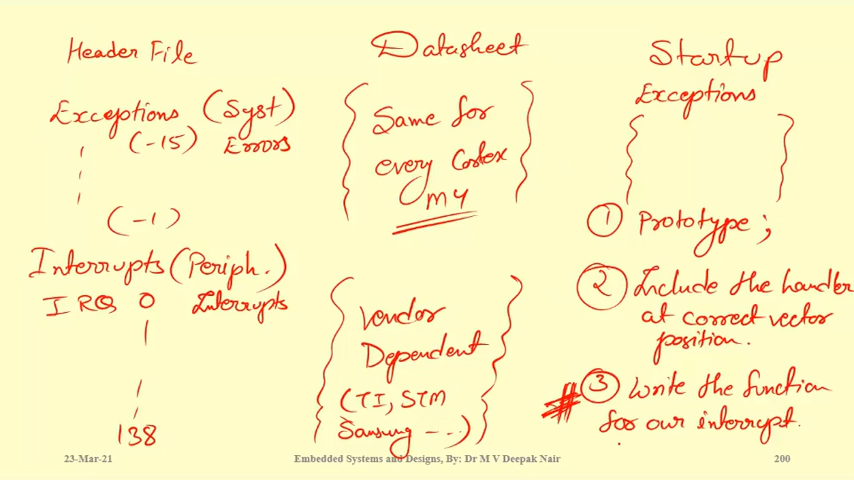 Header File
Exceptions (Syst)
(-15) Errors
(-1)
Interrupts (Periph.)
IRQ 0 Interrupts
1
138
Datasheet
Same for
every Cortex
M4
Vendor
Dependent
(TI, STM
Samsung ---)
Startup
Exceptions
① Prototype;
② Include the handler
at correct vector
position.
# ③ Write the function
for our interrupt.
23-Mar-21 Embedded Systems and Designs, By: Dr M V Deepak Nair 200